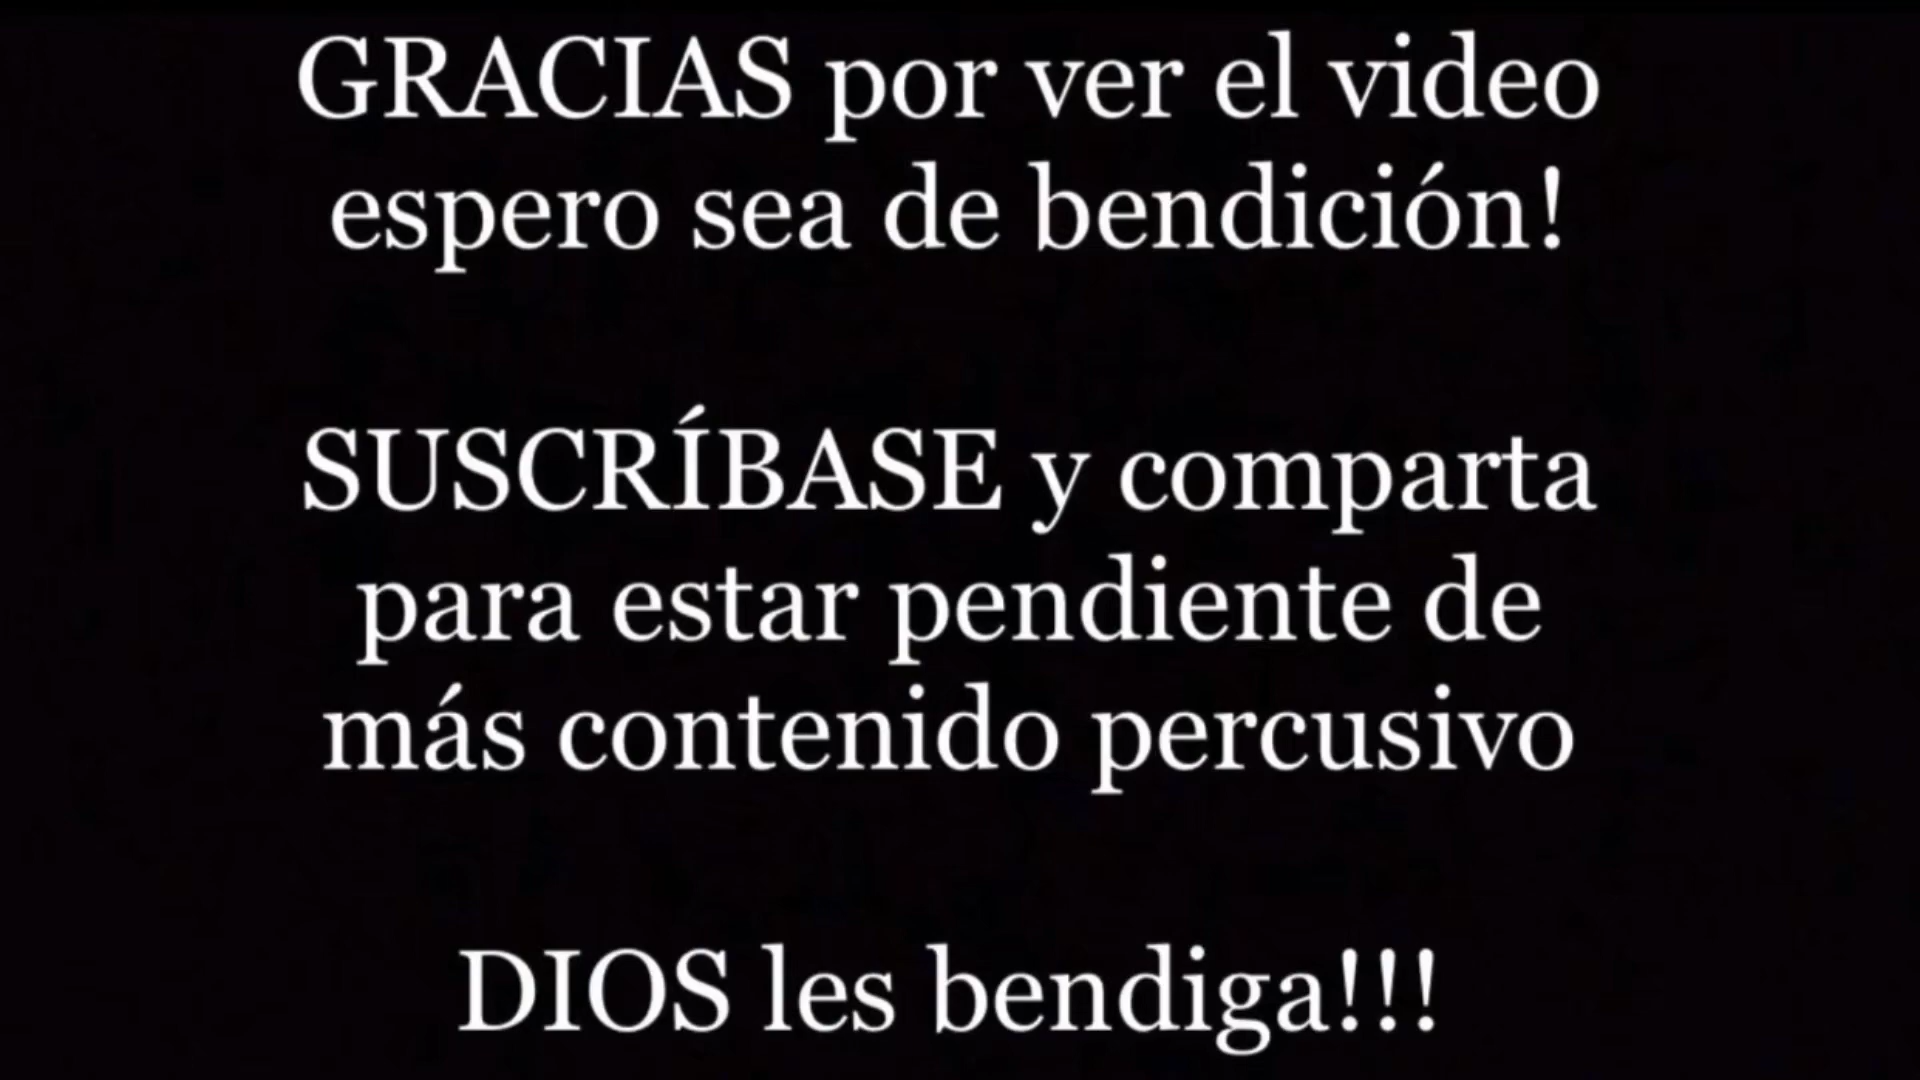 GRACIAS por ver el video
espero sea de bendición!
SUSCRÍBASE y comparta
para estar pendiente de
más contenido percusivo
DIOS les bendiga!!!